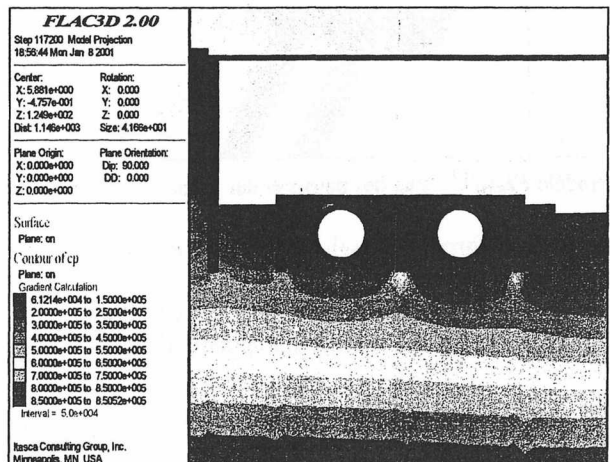 FLAC3D 2.00
Step 117200 Model Projection
18:56:44 Mon Jan 8 2001
Center: Rotation:
X: 5.881e+000 X: 0.000
Y: -4.757e-001 Y: 0.000
Z: 1.249e+002 Z: 0.000
Dist: 1.146e+003 Size: 4.166e+001
Plane Origin: Plane Orientation:
X: 0.000e+000 Dip: 90.000
Y: 0.000e+000 DD: 0.000
Z: 0.000e+000
Surface
Plane: on
Contour of cp
Plane: on
Gradient Calculation
6.1214e+004 to 1.5000e+005
2.0000e+005 to 2.5000e+005
3.0000e+005 to 3.5000e+005
4.0000e+005 to 4.5000e+005
5.0000e+005 to 5.5000e+005
6.0000e+005 to 6.5000e+005
7.0000e+005 to 7.5000e+005
8.0000e+005 to 8.5000e+005
8.5000e+005 to 8.5052e+005
Interval = 5.0e+004
Itasca Consulting Group, Inc.
Minneapolis, MN USA